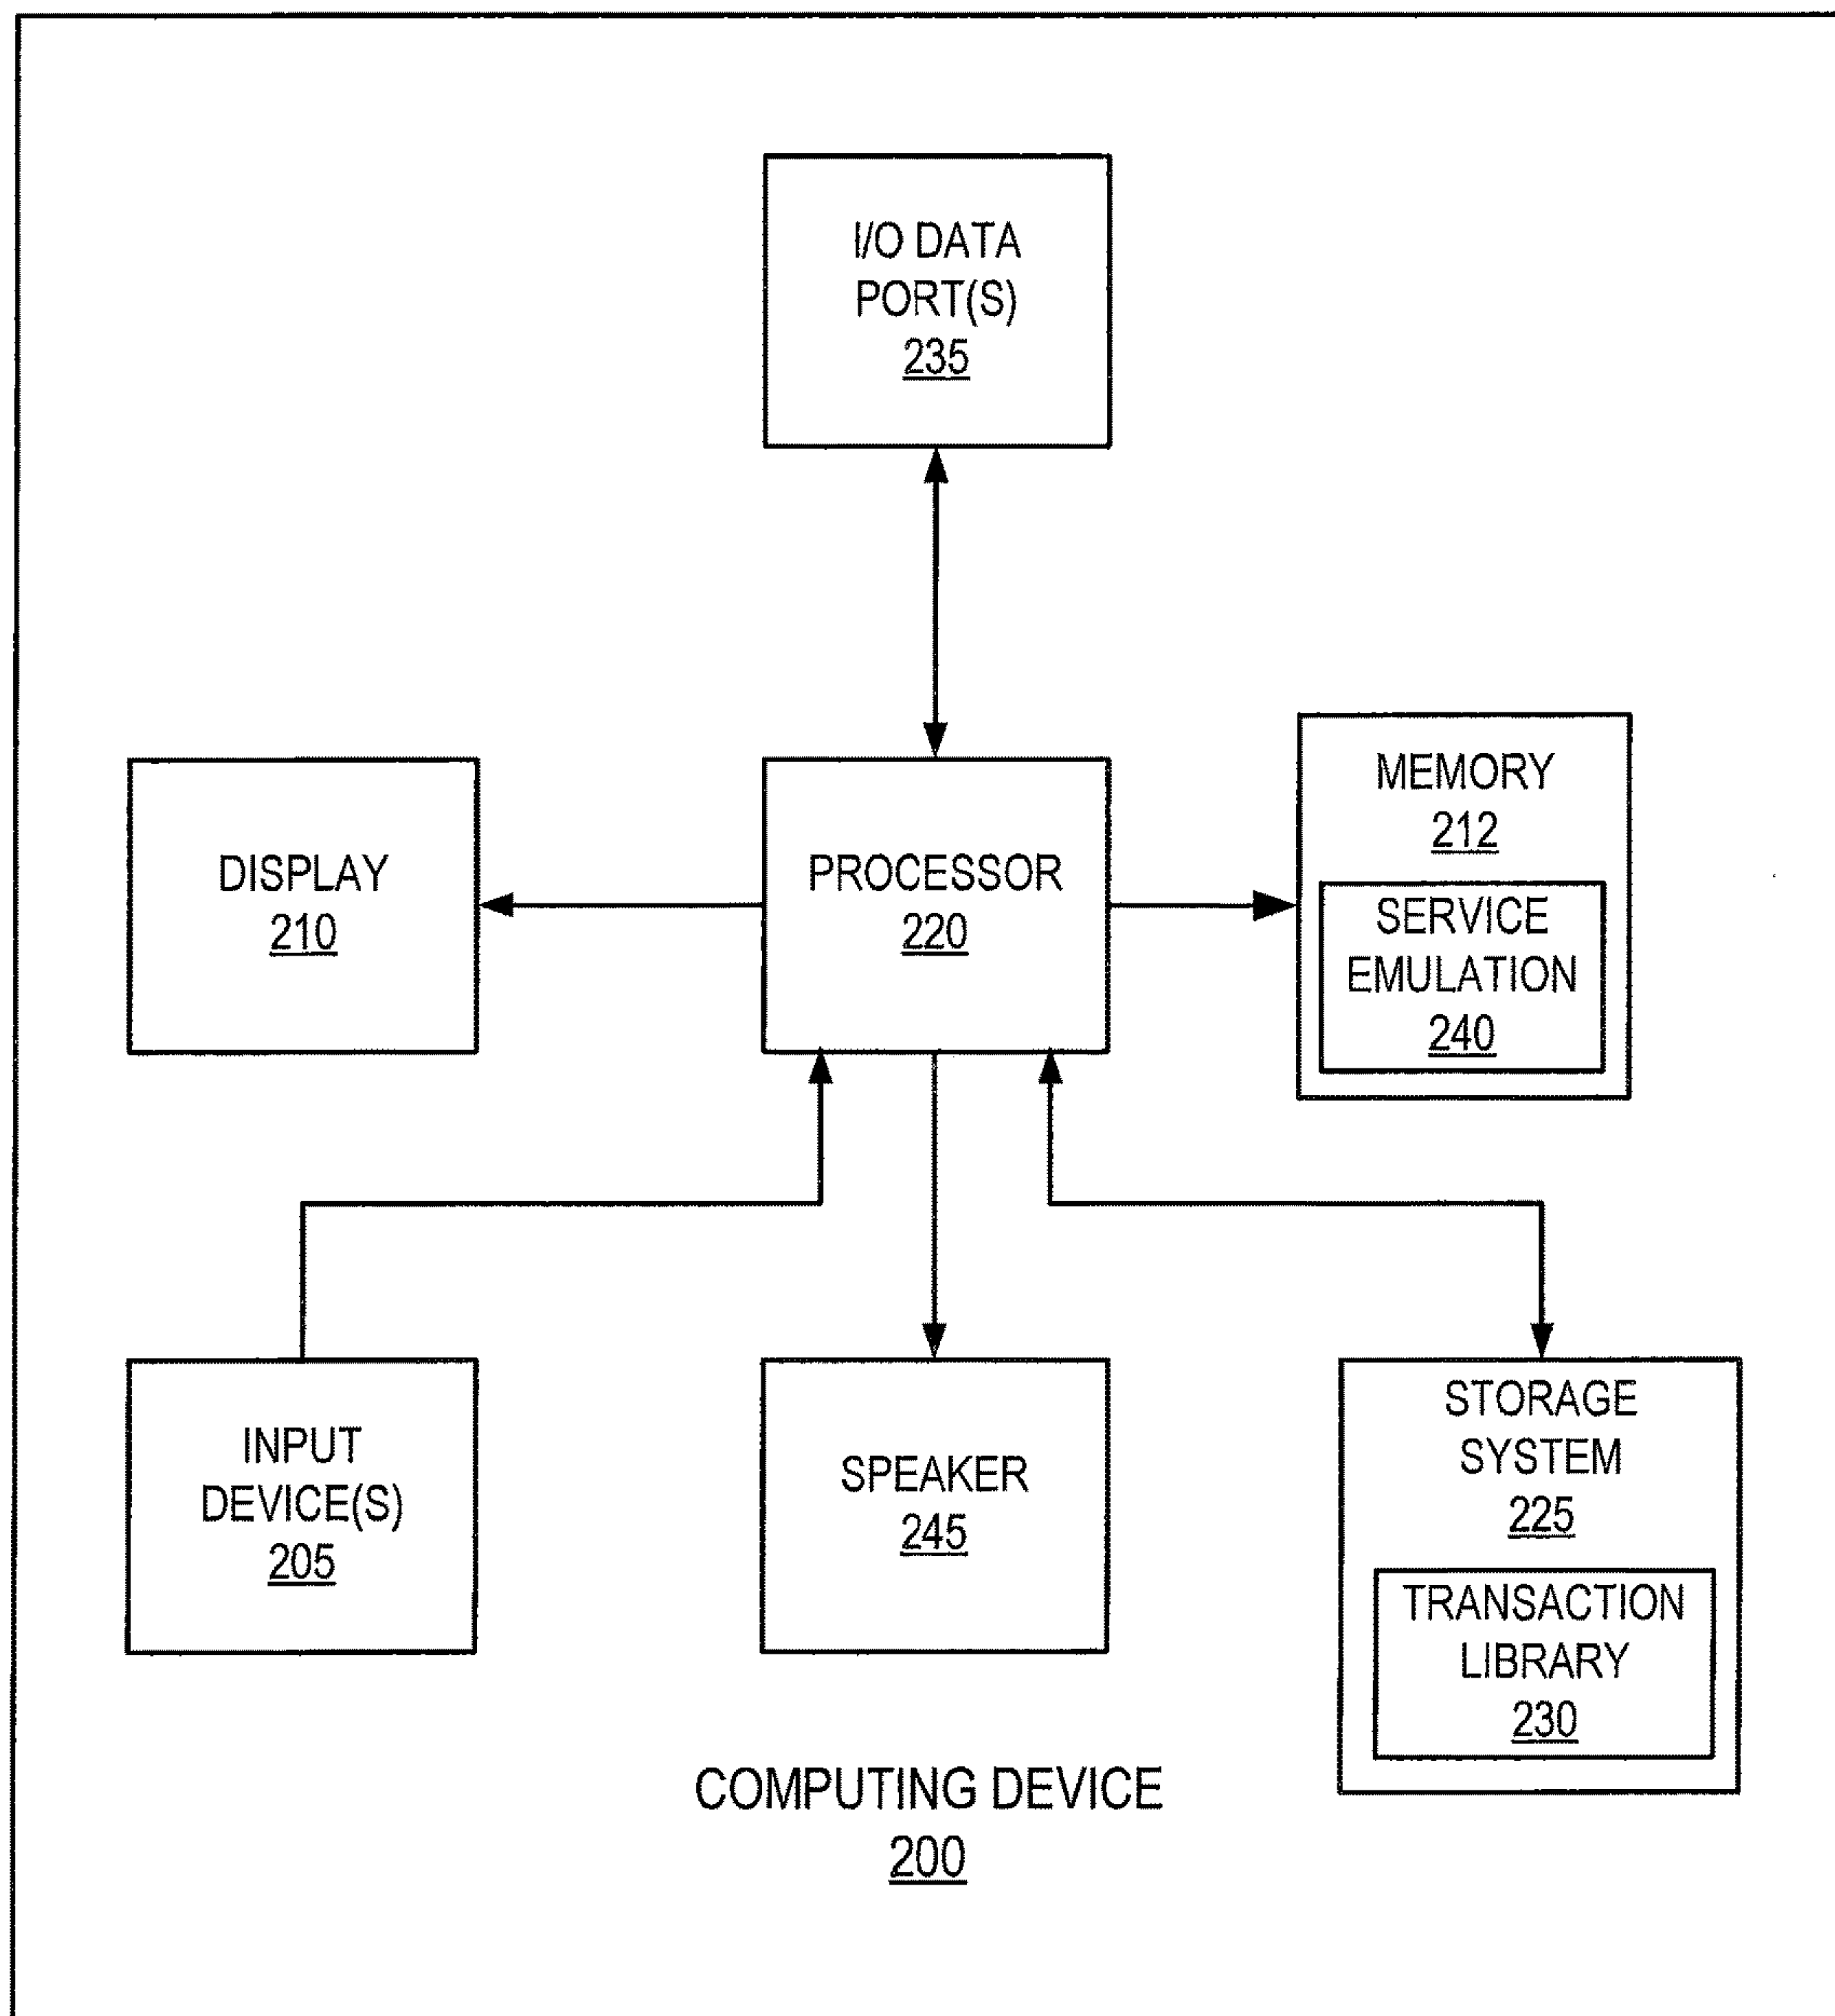 I/O DATA
PORT(S)
235
DISPLAY
210
PROCESSOR
220
MEMORY
212
SERVICE
EMULATION
240
INPUT
DEVICE(S)
205
SPEAKER
245
STORAGE
SYSTEM
225
TRANSACTION
LIBRARY
230
COMPUTING DEVICE
200